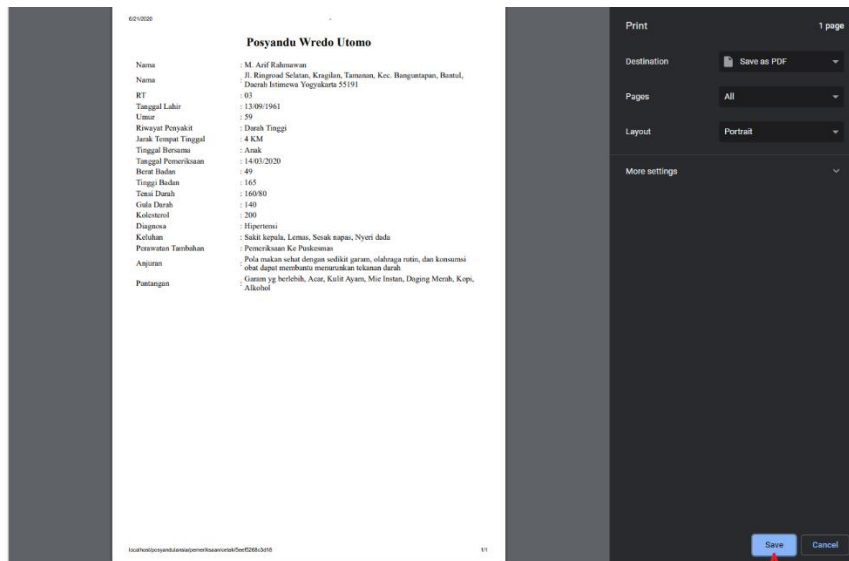 6/21/2020
Posyandu Wredo Utomo
Nama : M. Arif Rahmawan
Nama : Jl. Ringroad Selatan, Kragilan, Tamanan, Kec. Banguntapan, Bantul,
Daerah Istimewa Yogyakarta 55191
RT : 03
Tanggal Lahir : 13/09/1961
Umur : 59
Riwayat Penyakit : Darah Tinggi
Jarak Tempat Tinggal : 4 KM
Tinggal Bersama : Anak
Tanggal Pemeriksaan : 14/03/2020
Berat Badan : 49
Tinggi Badan : 165
Tensi Darah : 160/80
Gula Darah : 140
Kolesterol : 200
Diagnosa : Hipertensi
Keluhan : Sakit kepala, Lemas, Sesak napas, Nyeri dada
Perawatan Tambahan : Pemeriksaan Ke Puskesmas
Anjuran : Pola makan sehat dengan sedikit garam, olahraga rutin, dan konsumsi
obat dapat membantu menurunkan tekanan darah
Pantangan : Garam yg berlebih, Acar, Kulit Ayam, Mie Instan, Daging Merah, Kopi,
Alkohol
1/1
Print 1 page
Destination Save as PDF
Pages All
Layout Portrait
More settings
Save Cancel